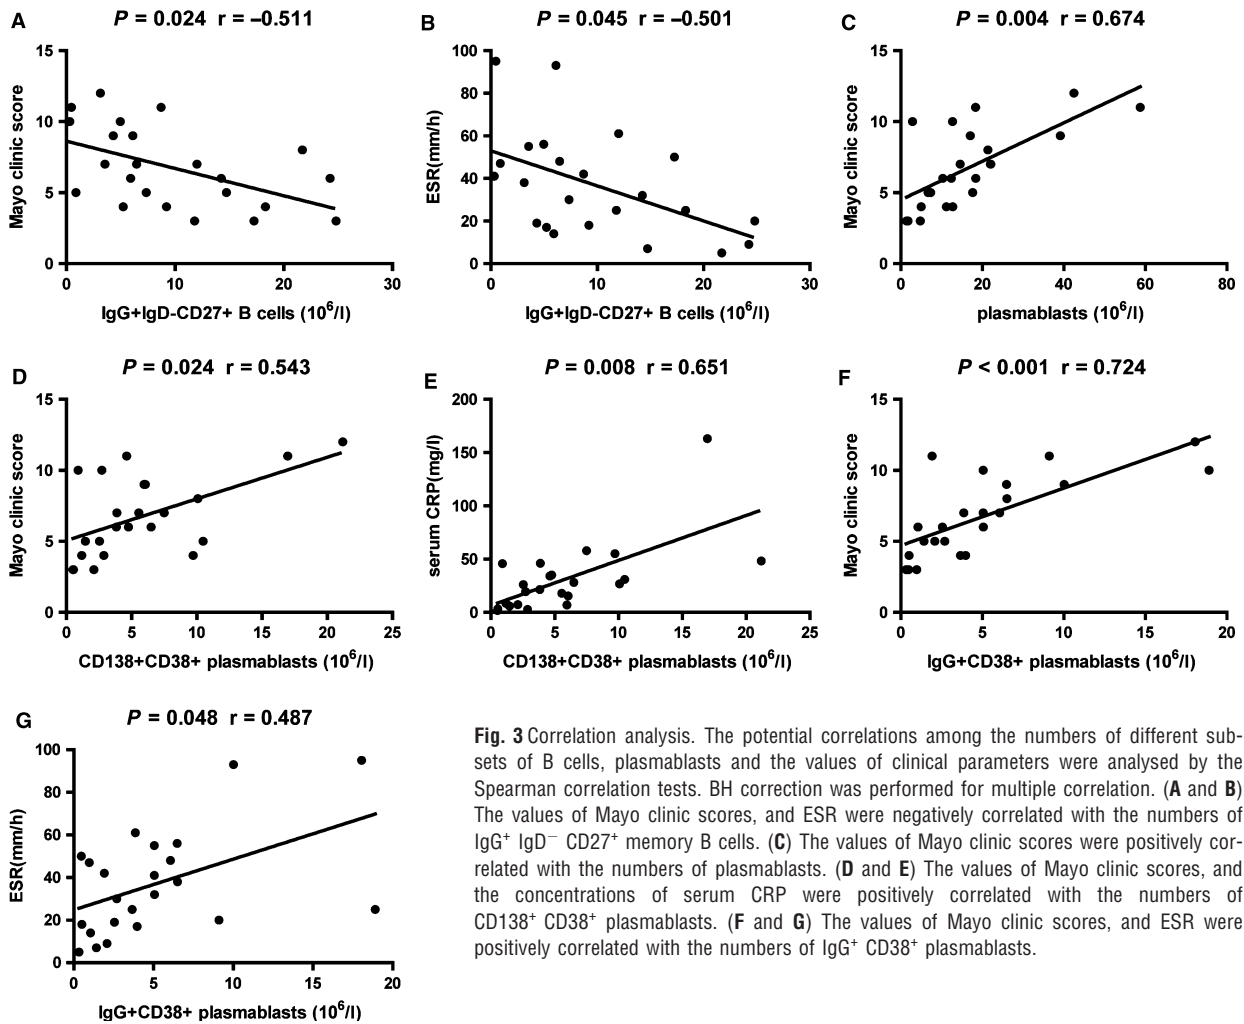 A
P = 0.024 r = –0.511
Mayo clinic score
15
10
5
0
0 10 20 30
IgG+IgD-CD27+ B cells (10⁶/l)
B
P = 0.045 r = –0.501
ESR(mm/h)
100
80
60
40
20
0
0 10 20 30
IgG+IgD-CD27+ B cells (10⁶/l)
C
P = 0.004 r = 0.674
Mayo clinic score
15
10
5
0
0 20 40 60 80
plasmablasts (10⁶/l)
D
P = 0.024 r = 0.543
Mayo clinic score
15
10
5
0
0 5 10 15 20 25
CD138+CD38+ plasmablasts (10⁶/l)
E
P = 0.008 r = 0.651
serum CRP(mg/l)
200
150
100
50
0
0 5 10 15 20 25
CD138+CD38+ plasmablasts (10⁶/l)
F
P < 0.001 r = 0.724
Mayo clinic score
15
10
5
0
0 5 10 15 20
IgG+CD38+ plasmablasts (10⁶/l)
G
P = 0.048 r = 0.487
ESR(mm/h)
100
80
60
40
20
0
0 5 10 15 20
IgG+CD38+ plasmablasts (10⁶/l)
Fig. 3 Correlation analysis. The potential correlations among the numbers of different sub-
sets of B cells, plasmablasts and the values of clinical parameters were analysed by the
Spearman correlation tests. BH correction was performed for multiple correlation. (A and B)
The values of Mayo clinic scores, and ESR were negatively correlated with the numbers of
IgG⁺ IgD⁻ CD27⁺ memory B cells. (C) The values of Mayo clinic scores were positively cor-
related with the numbers of plasmablasts. (D and E) The values of Mayo clinic scores, and
the concentrations of serum CRP were positively correlated with the numbers of
CD138⁺ CD38⁺ plasmablasts. (F and G) The values of Mayo clinic scores, and ESR were
positively correlated with the numbers of IgG⁺ CD38⁺ plasmablasts.